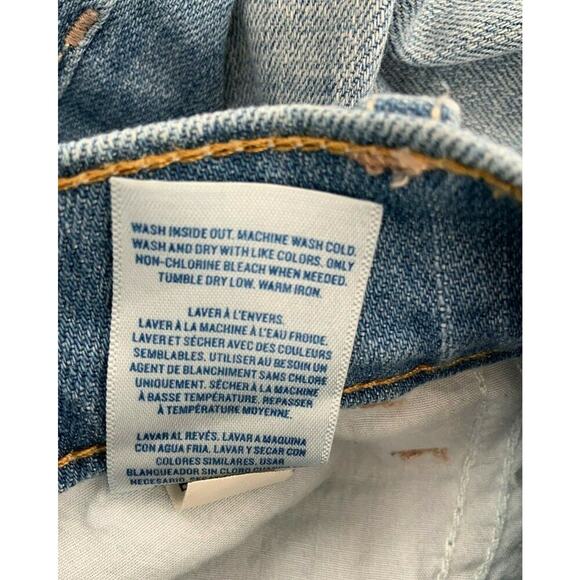 WASH INSIDE OUT. MACHINE WASH COLD.
WASH AND DRY WITH LIKE COLORS. ONLY
NON-CHLORINE BLEACH WHEN NEEDED.
TUMBLE DRY LOW. WARM IRON.
LAVER À L'ENVERS.
LAVER À LA MACHINE À L'EAU FROIDE.
LAVER ET SÉCHER AVEC DES COULEURS
SEMBLABLES. UTILISER AU BESOIN UN
AGENT DE BLANCHIMENT SANS CHLORE
UNIQUEMENT. SÉCHER À LA MACHINE
À BASSE TEMPÉRATURE. REPASSER
À TEMPÉRATURE MOYENNE.
LAVAR AL REVÉS. LAVAR A MAQUINA
CON AGUA FRIA. LAVAR Y SECAR CON
COLORES SIMILARES. USAR
BLANQUEADOR SIN CLORO CUANDO
NECESARIO.